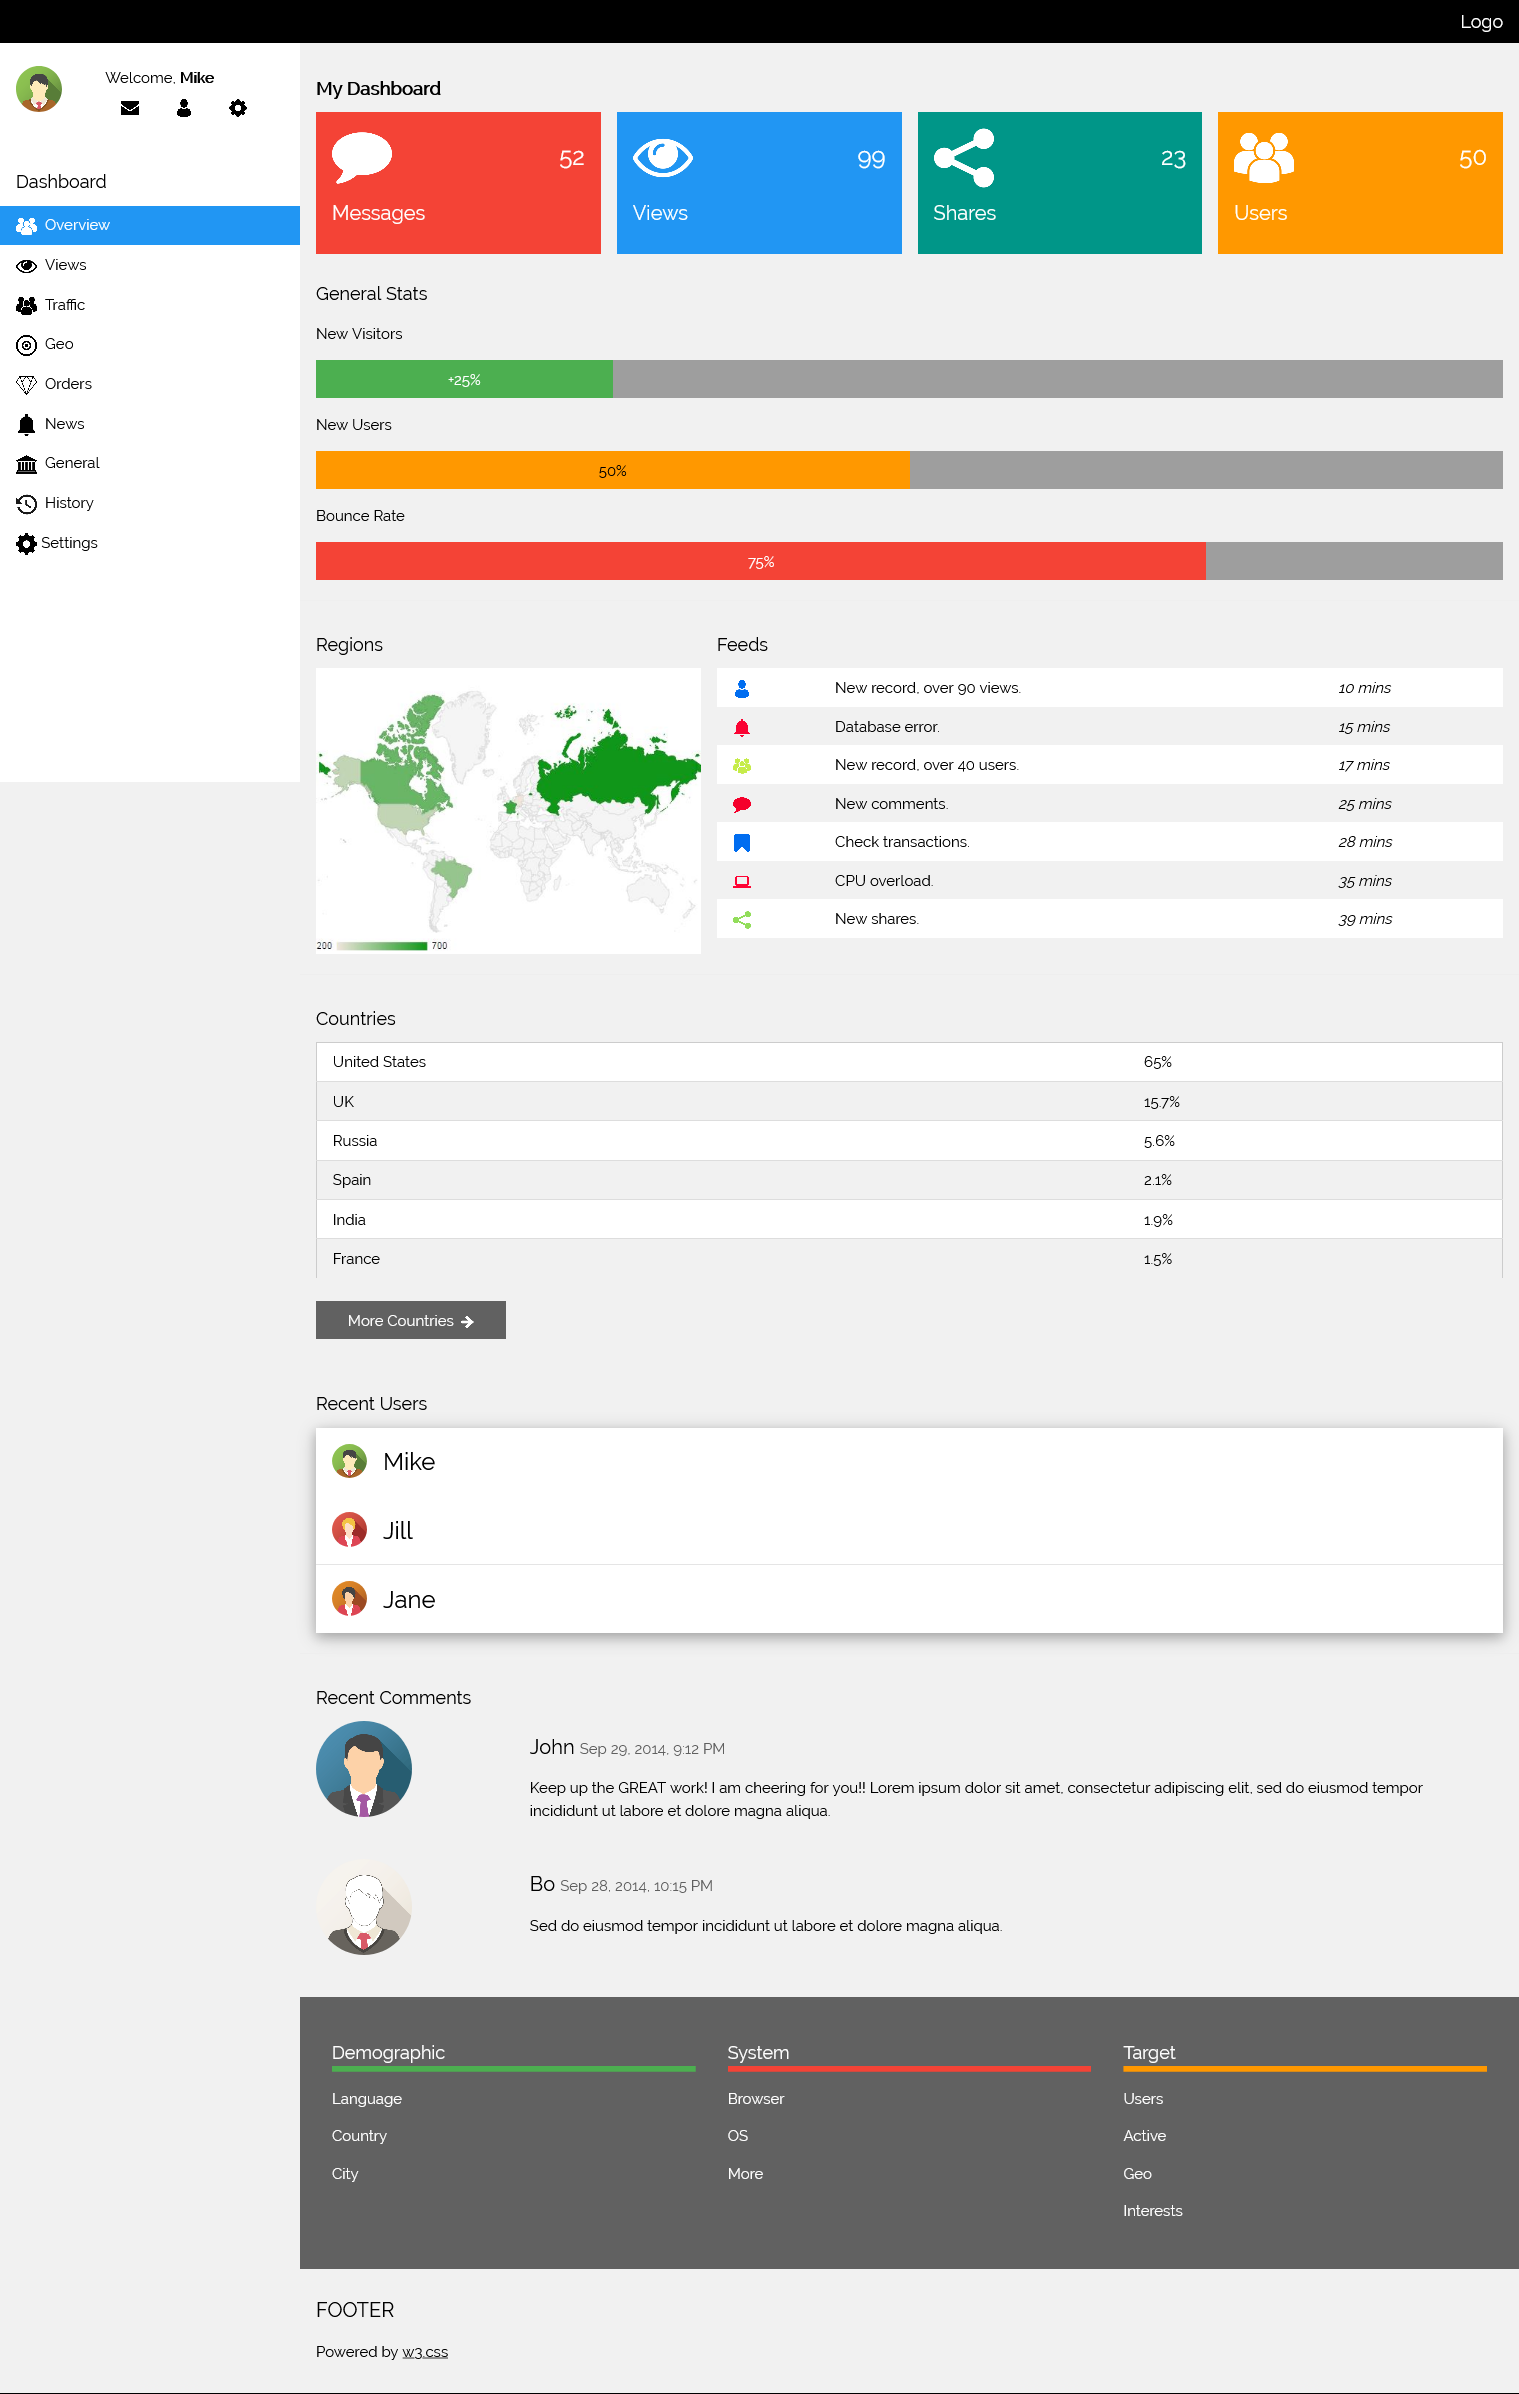 Logo
Welcome, Mike
Dashboard
Overview
Views
Traffic
Geo
Orders
News
General
History
Settings
My Dashboard
52
Messages
99
Views
23
Shares
50
Users
General Stats
New Visitors
+25%
New Users
50%
Bounce Rate
75%
Regions
200 700
Feeds
New record, over 90 views. 10 mins
Database error. 15 mins
New record, over 40 users. 17 mins
New comments. 25 mins
Check transactions. 28 mins
CPU overload. 35 mins
New shares. 39 mins
Countries
United States 65%
UK 15.7%
Russia 5.6%
Spain 2.1%
India 1.9%
France 1.5%
More Countries
Recent Users
Mike
Jill
Jane
Recent Comments
John Sep 29, 2014, 9:12 PM
Keep up the GREAT work! I am cheering for you!! Lorem ipsum dolor sit amet, consectetur adipiscing elit, sed do eiusmod tempor
incididunt ut labore et dolore magna aliqua.
Bo Sep 28, 2014, 10:15 PM
Sed do eiusmod tempor incididunt ut labore et dolore magna aliqua.
Demographic
Language
Country
City
System
Browser
OS
More
Target
Users
Active
Geo
Interests
FOOTER
Powered by w3.css